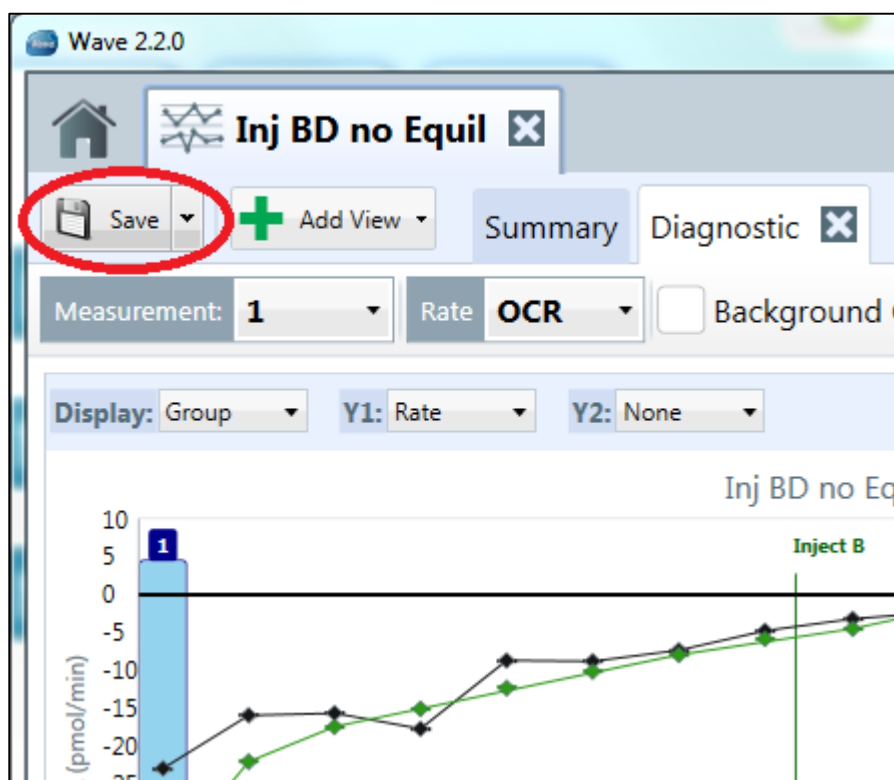 Wave 2.2.0
Inj BD no Equil
Save Add View Summary Diagnostic
Measurement: 1 Rate OCR Background
Display: Group Y1: Rate Y2: None
Inj BD no
10
5
0
-5
-10
-15
-20
1
Inject B
(pmol/min)